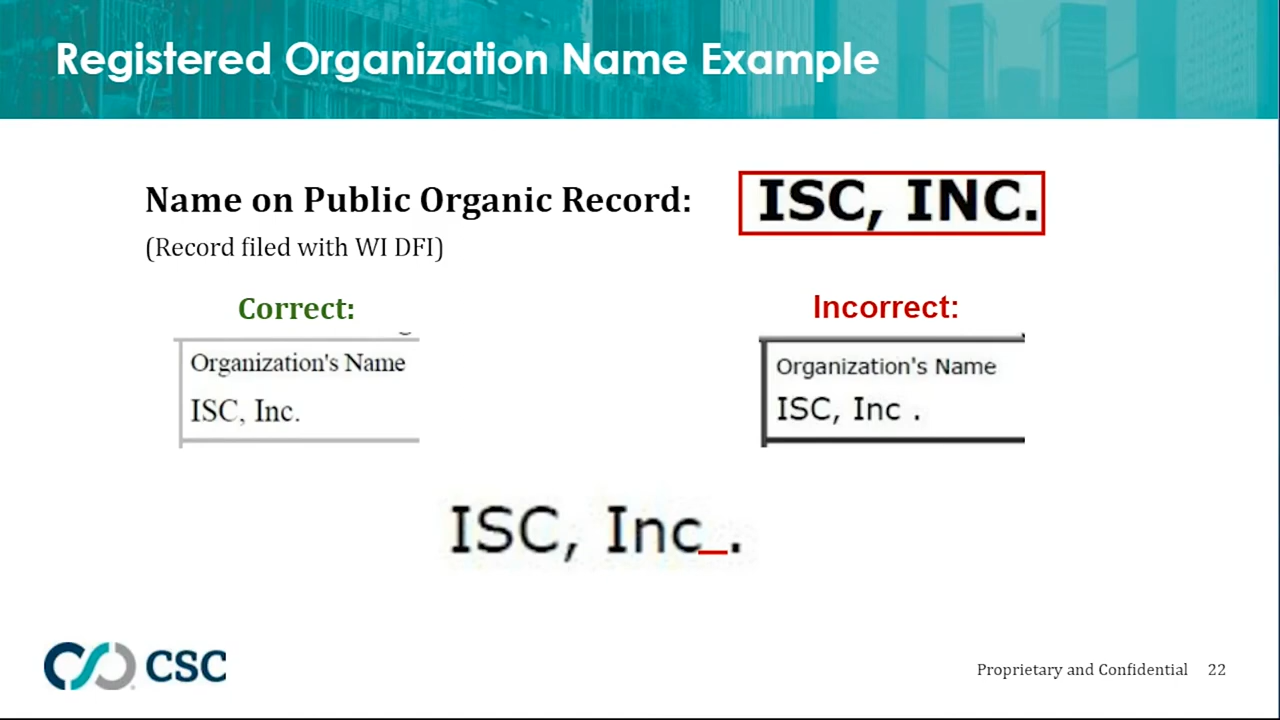 Registered Organization Name Example
Name on Public Organic Record:
ISC, INC.
(Record filed with WI DFI)
Correct:
Incorrect:
Organization's Name
ISC, Inc.
Organization's Name
ISC, Inc .
ISC, Inc_.
CSC
Proprietary and Confidential 22